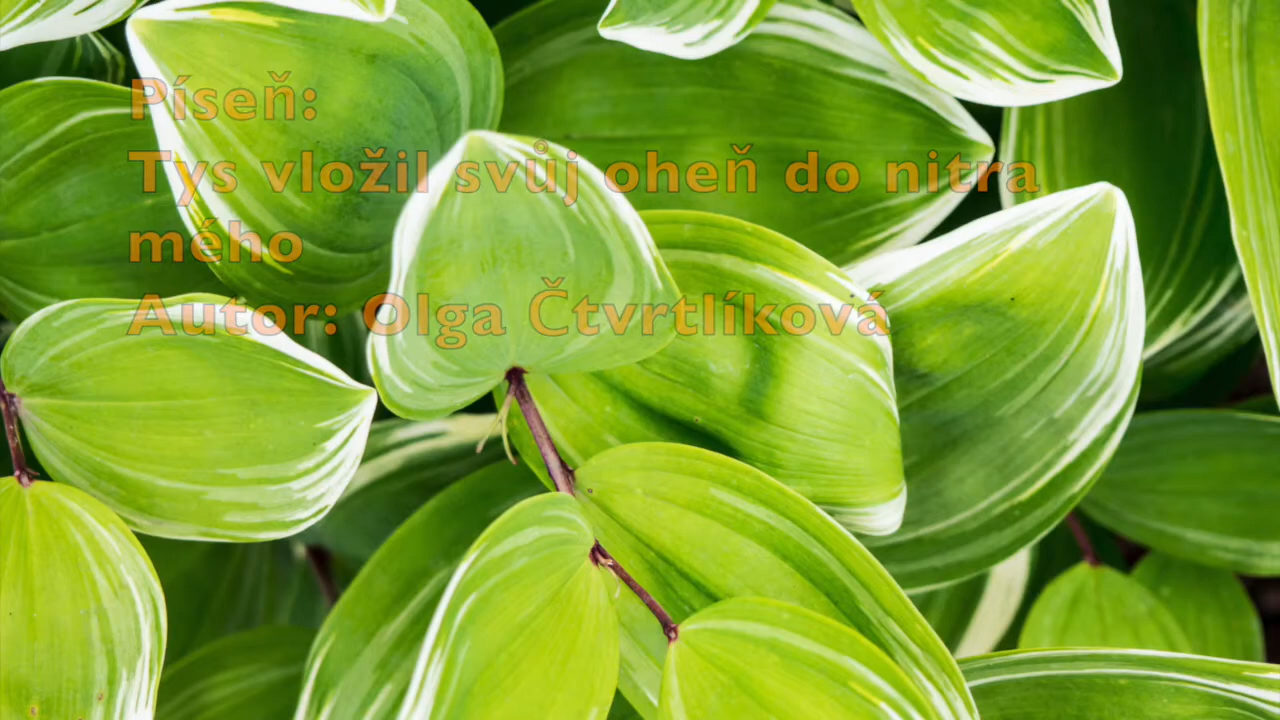 Píseň:
Tys vložil svůj oheň do nitra
mého
Autor: Olga Čtvrtlíková